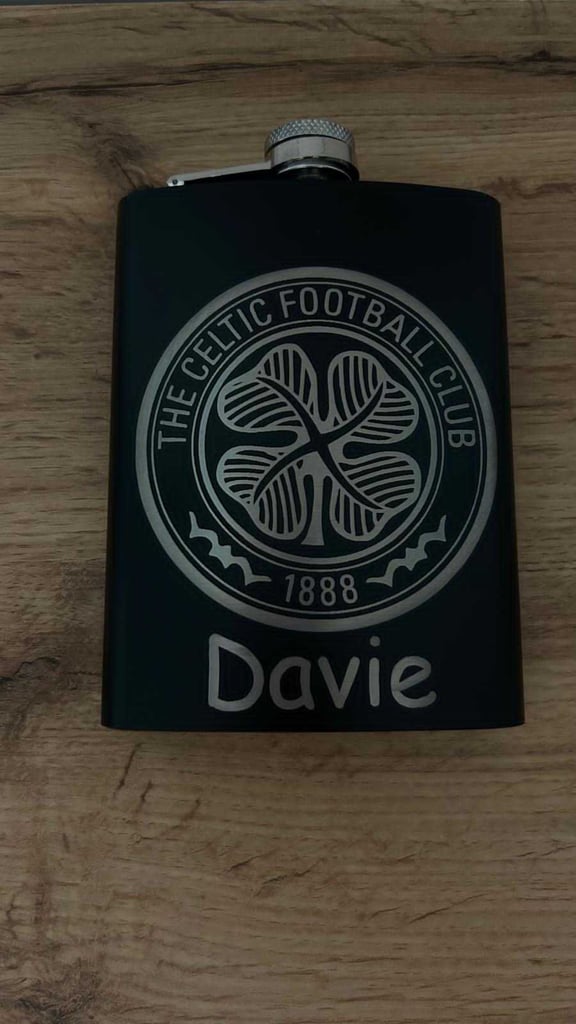 THE CELTIC FOOTBALL CLUB
1888
Davie